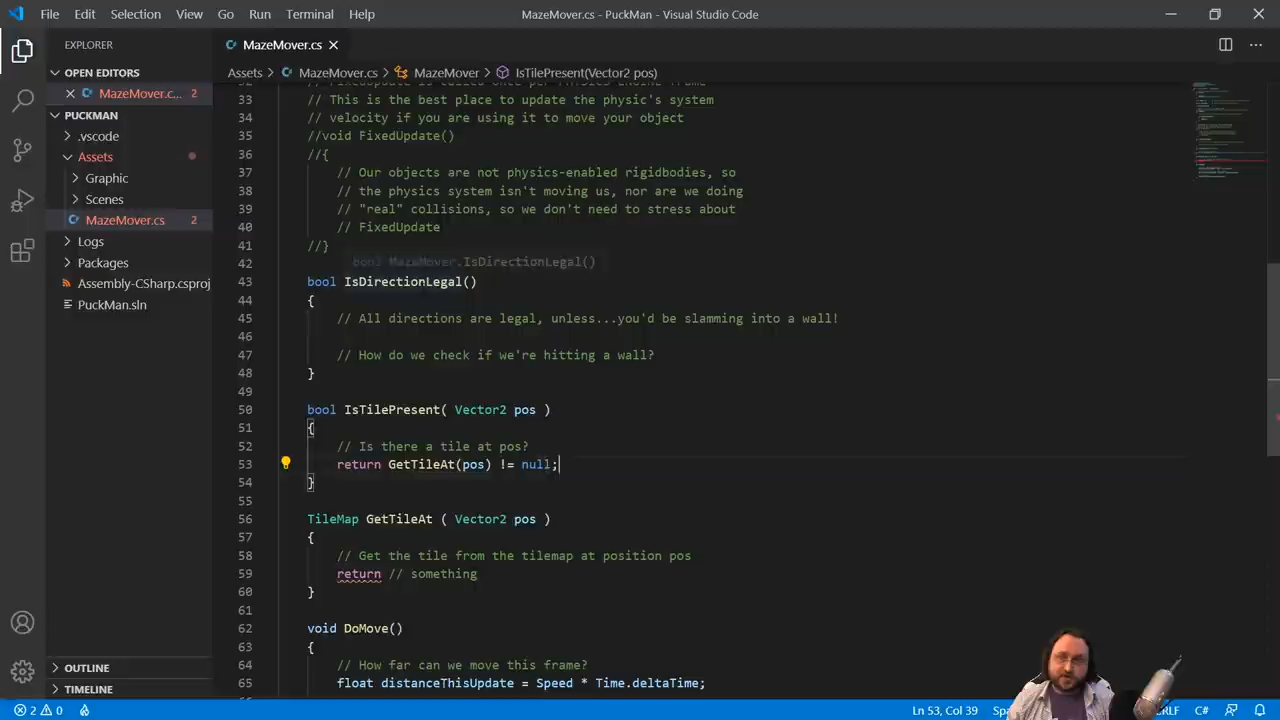 File Edit Selection View Go Run Terminal Help
MazeMover.cs - PuckMan - Visual Studio Code
EXPLORER
OPEN EDITORS
MazeMover.c... 2
PUCKMAN
.vscode
Assets
Graphic
Scenes
MazeMover.cs 2
Logs
Packages
Assembly-CSharp.csproj
PuckMan.sln
OUTLINE
TIMELINE
MazeMover.cs
Assets > MazeMover.cs > MazeMover > IsTilePresent(Vector2 pos)
33 // This is the best place to update the physic's system
34 // velocity if you are using it to move your object
35 //void FixedUpdate()
36 //{
37 // Our objects are not physics-enabled rigidbodies, so
38 // the physics system isn't moving us, nor are we doing
39 // "real" collisions, so we don't need to stress about
40 // FixedUpdate
41 //}
42 bool MazeMover.IsDirectionLegal()
43 bool IsDirectionLegal()
44 {
45 // All directions are legal, unless...you'd be slamming into a wall!
46
47 // How do we check if we're hitting a wall?
48 }
49
50 bool IsTilePresent( Vector2 pos )
51 {
52 // Is there a tile at pos?
53 return GetTileAt(pos) != null;
54 }
55
56 TileMap GetTileAt ( Vector2 pos )
57 {
58 // Get the tile from the tilemap at position pos
59 return // something
60 }
61
62 void DoMove()
63 {
64 // How far can we move this frame?
65 float distanceThisUpdate = Speed * Time.deltaTime;
2 0 Ln 53, Col 39 CRLF C#